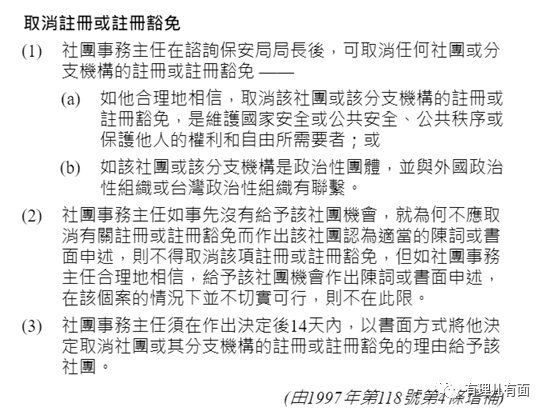 取消註冊或註冊豁免
(1) 社團事務主任在諮詢保安局局長後，可取消任何社團或分
支機構的註冊或註冊豁免 ——
(a) 如他合理地相信，取消該社團或該分支機構的註冊或
註冊豁免，是維護國家安全或公共安全、公共秩序或
保護他人的權利和自由所需要者；或
(b) 如該社團或該分支機構是政治性團體，並與外國政治
性組織或台灣政治性組織有聯繫。
(2) 社團事務主任如事先沒有給予該社團機會，就為何不應取
消有關註冊或註冊豁免而作出該社團認為適當的陳詞或書
面申述，則不得取消該項註冊或註冊豁免，但如社團事務
主任合理地相信，給予該社團機會作出陳詞或書面申述，
在該個案的情況下並不切實可行，則不在此限。
(3) 社團事務主任須在作出決定後14天內，以書面方式將他決
定取消社團或其分支機構的註冊或註冊豁免的理由給予該
社團。
(由1997年第118號第4條增補)
有理儿有面